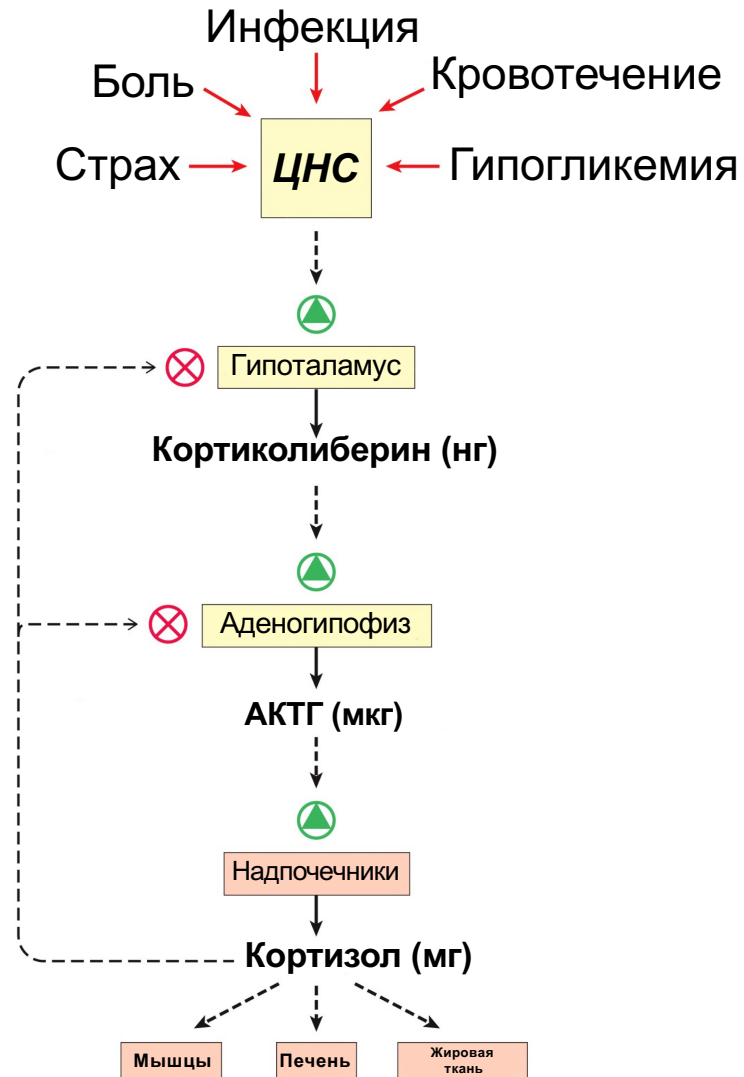 Инфекция
Боль
Кровотечение
Страх
ЦНС
Гипогликемия
Гипоталамус
Кортиколиберин (нг)
Аденогипофиз
АКТГ (мкг)
Надпочечники
Кортизол (мг)
Мышцы
Печень
Жировая
ткань